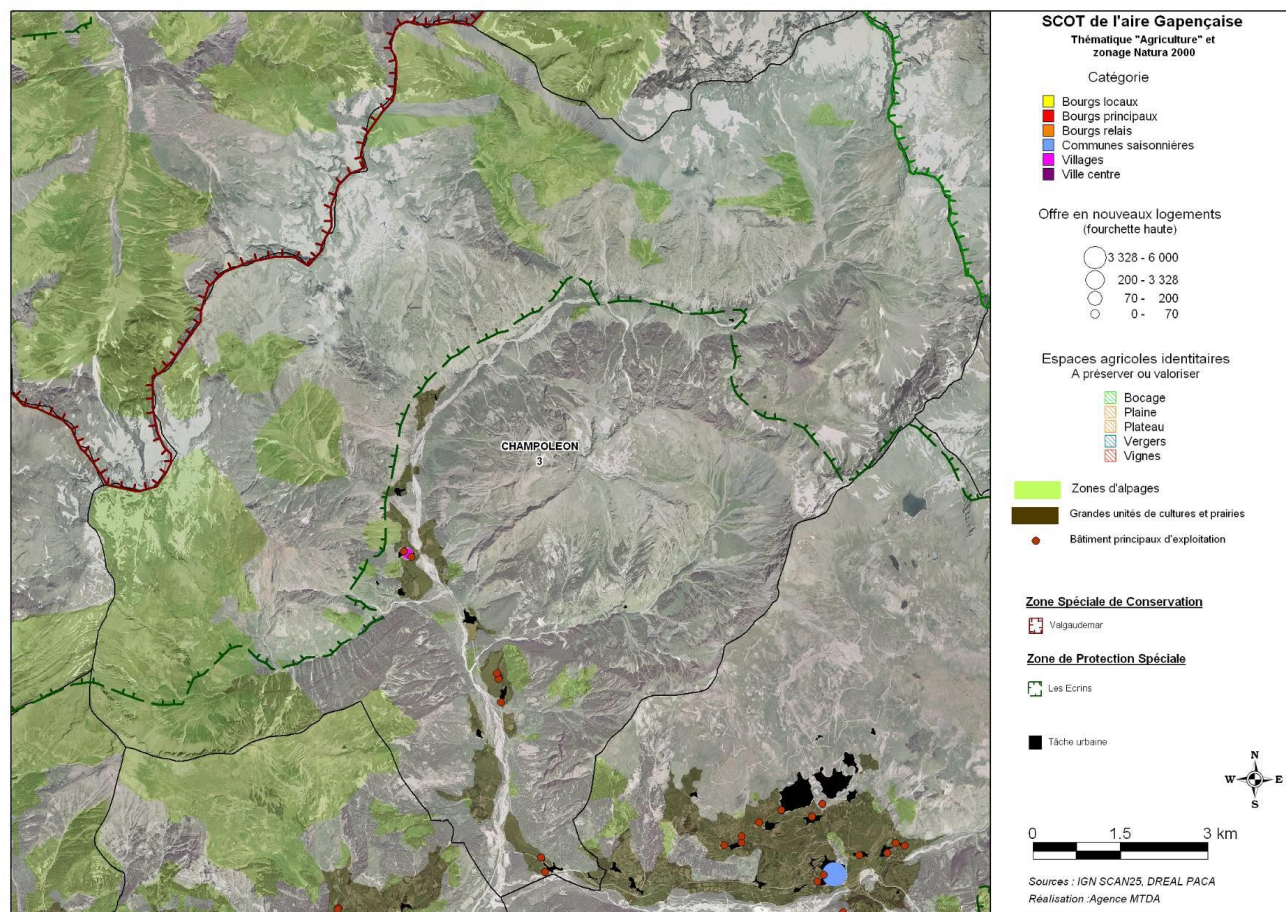 SCOT de l'aire Gapençaise
Thématique "Agriculture" et
zonage Natura 2000
Catégorie
Bourgs locaux
Bourgs principaux
Bourgs relais
Communes saisonnières
Villages
Ville centre
Offre en nouveaux logements
(fourchette haute)
3 328 - 6 000
200 - 3 328
70 - 200
0 - 70
Espaces agricoles identitaires
A préserver ou valoriser
Bocage
Plaine
Plateau
Vergers
Vignes
Zones d'alpages
Grandes unités de cultures et prairies
Bâtiment principaux d'exploitation
Zone Spéciale de Conservation
Valgaudemar
Zone de Protection Spéciale
Les Ecrins
Tâche urbaine
N
W E
S
0 1.5 3 km
Sources : IGN SCAN25, DREAL PACA
Réalisation :Agence MTDA
CHAMPOLEON
3